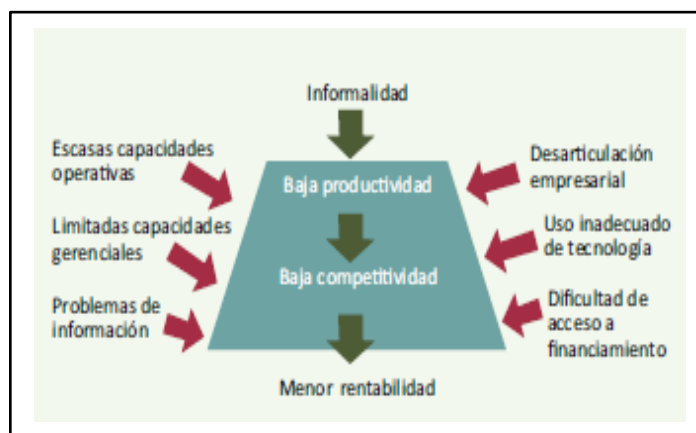 Informalidad
Escasas capacidades
operativas
Desarticulación
empresarial
Baja productividad
Limitadas capacidades
gerenciales
Uso inadecuado
de tecnología
Baja competitividad
Problemas de
información
Dificultad de
acceso a
financiamiento
Menor rentabilidad